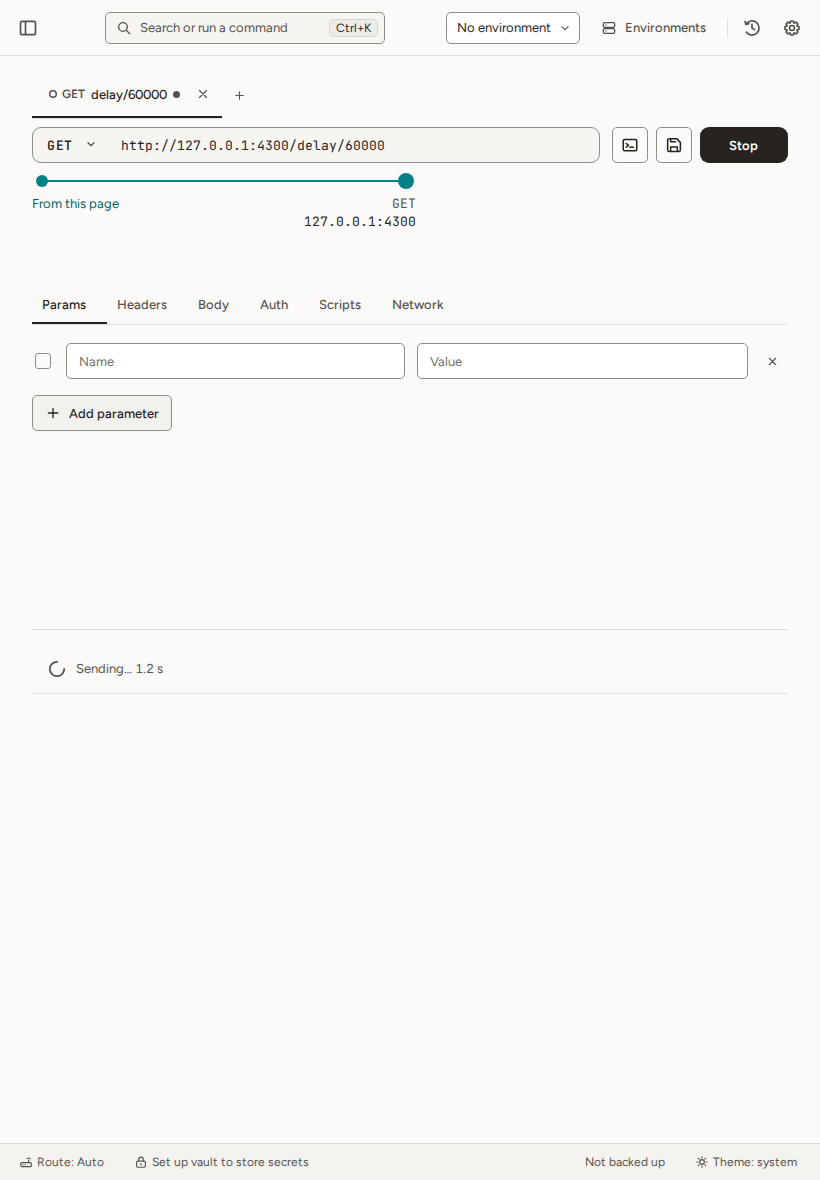 Search or run a command Ctrl+K No environment Environments
GET delay/60000
GET http://127.0.0.1:4300/delay/60000 Stop
From this page GET
127.0.0.1:4300
Params Headers Body Auth Scripts Network
Name Value
Add parameter
Sending... 1.2 s
Route: Auto Set up vault to store secrets Not backed up Theme: system